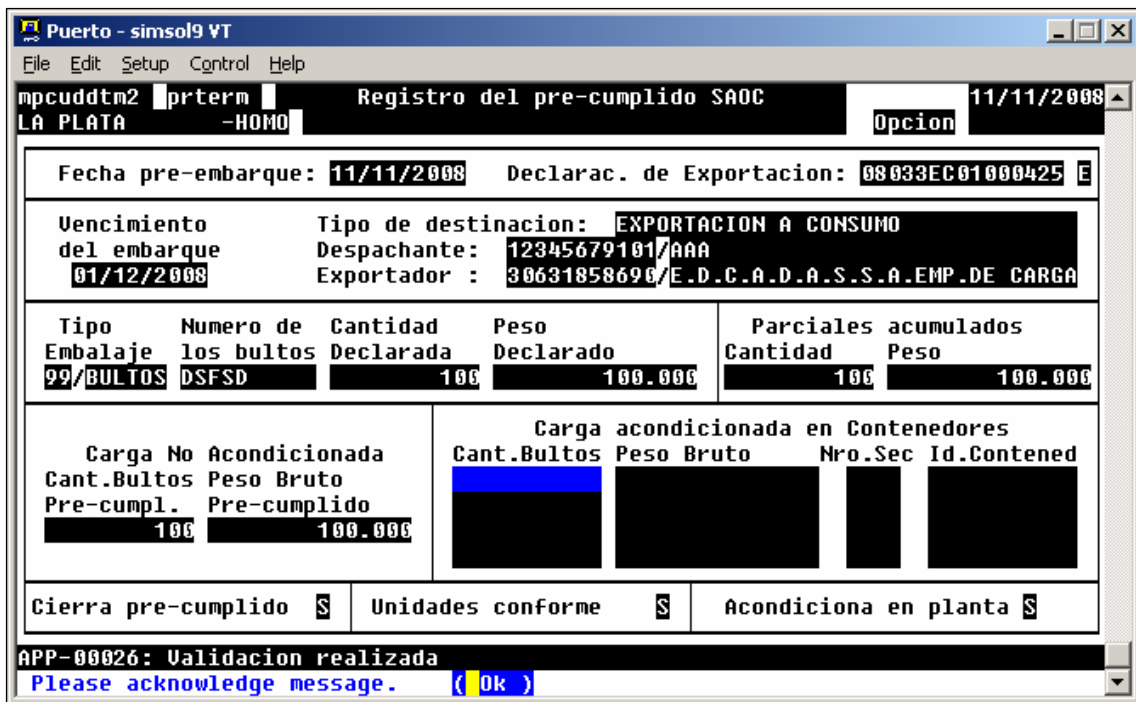 Puerto - simsol9 VT
File Edit Setup Control Help
mpcuddtm2 prterm Registro del pre-cumplido SAOC 11/11/2008
LA PLATA -HOMO Opcion
Fecha pre-embarque: 11/11/2008 Declarac. de Exportacion: 08033EC01000425 E
Vencimiento Tipo de destinacion: EXPORTACION A CONSUMO
del embarque Despachante: 12345679101/AAA
01/12/2008 Exportador : 30631858690/E.D.C.A.D.A.S.S.A.EMP.DE CARGA
Tipo Numero de Cantidad Peso Parciales acumulados
Embalaje los bultos Declarada Declarado Cantidad Peso
99/BULTOS DSFSD 100 100.000 100 100.000
Carga acondicionada en Contenedores
Carga No Acondicionada Cant.Bultos Peso Bruto Nro.Sec Id.Contened
Cant.Bultos Peso Bruto
Pre-cumpl. Pre-cumplido
100 100.000
Cierra pre-cumplido S Unidades conforme S Acondiciona en planta S
APP-00026: Validacion realizada
Please acknowledge message. ( Ok )